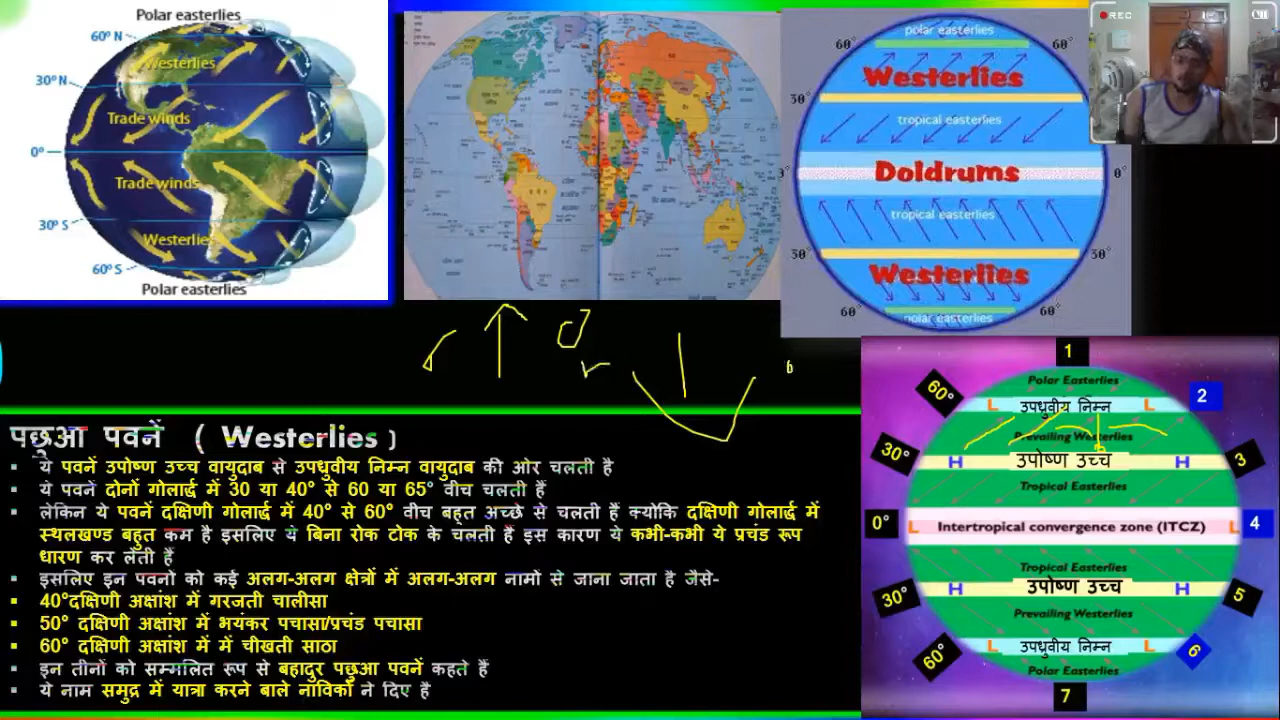 Polar easterlies
60° N
Westerlies
30° N
Trade winds
0°
Trade winds
30° S
Westerlies
60° S
Polar easterlies
polar easterlies
60° 60°
Westerlies
30° 30°
tropical easterlies
Doldrums
0°
tropical easterlies
30° 30°
Westerlies
60° 60°
polar easterlies
REC
पछुआ पवनें ( Westerlies )
ये पवनें उपोष्ण उच्च वायुदाब से उपध्रुवीय निम्न वायुदाब की ओर चलती हैं
ये पवनें दोनों गोलार्द्ध में 30 या 40° से 60 या 65° वीच चलती हैं
लेकिन ये पवनें दक्षिणी गोलार्द्ध में 40° से 60° वीच बहुत अच्छे से चलती हैं क्योंकि दक्षिणी गोलार्द्ध में
स्थलखण्ड बहुत कम है इसलिए ये बिना रोक टोक के चलती हैं इस कारण ये कभी-कभी ये प्रचंड रूप
धारण कर लेती हैं
इसलिए इन पवनों को कई अलग-अलग क्षेत्रों में अलग-अलग नामों से जाना जाता है जैसे-
40°दक्षिणी अक्षांश में गरजती चालीसा
50° दक्षिणी अक्षांश में भयंकर पचासा/प्रचंड पचासा
60° दक्षिणी अक्षांश में में चीखती साठा
इन तीनों को सम्मलित रूप से बहादुर पछुआ पवनें कहते हैं
ये नाम समुद्र में यात्रा करने बाले नाविकों ने दिए हैं
1
Polar Easterlies
60° L उपध्रुवीय निम्न L 2
Prevailing Westerlies
30° H उपोष्ण उच्च H 3
Tropical Easterlies
0° L Intertropical convergence zone (ITCZ) L 4
Tropical Easterlies
30° H उपोष्ण उच्च H 5
Prevailing Westerlies
60° L उपध्रुवीय निम्न L 6
Polar Easterlies
7